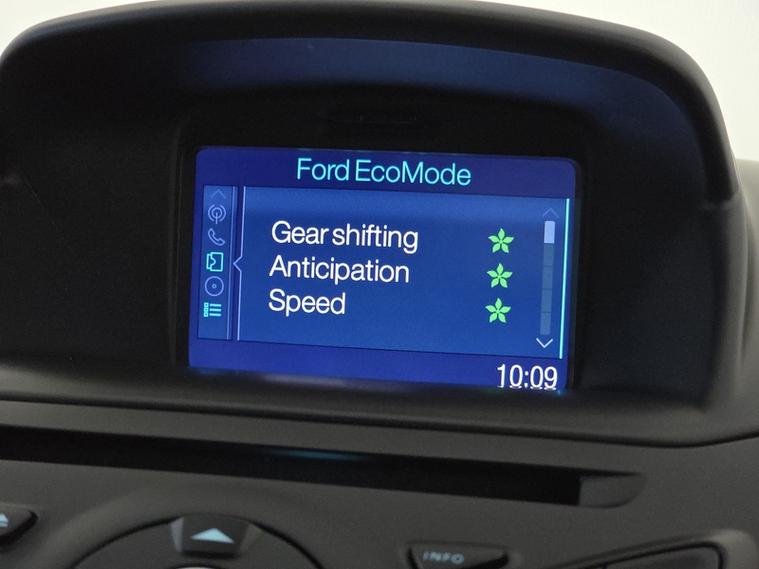 Ford EcoMode
Gear shifting
Anticipation
Speed
10:09
INFO